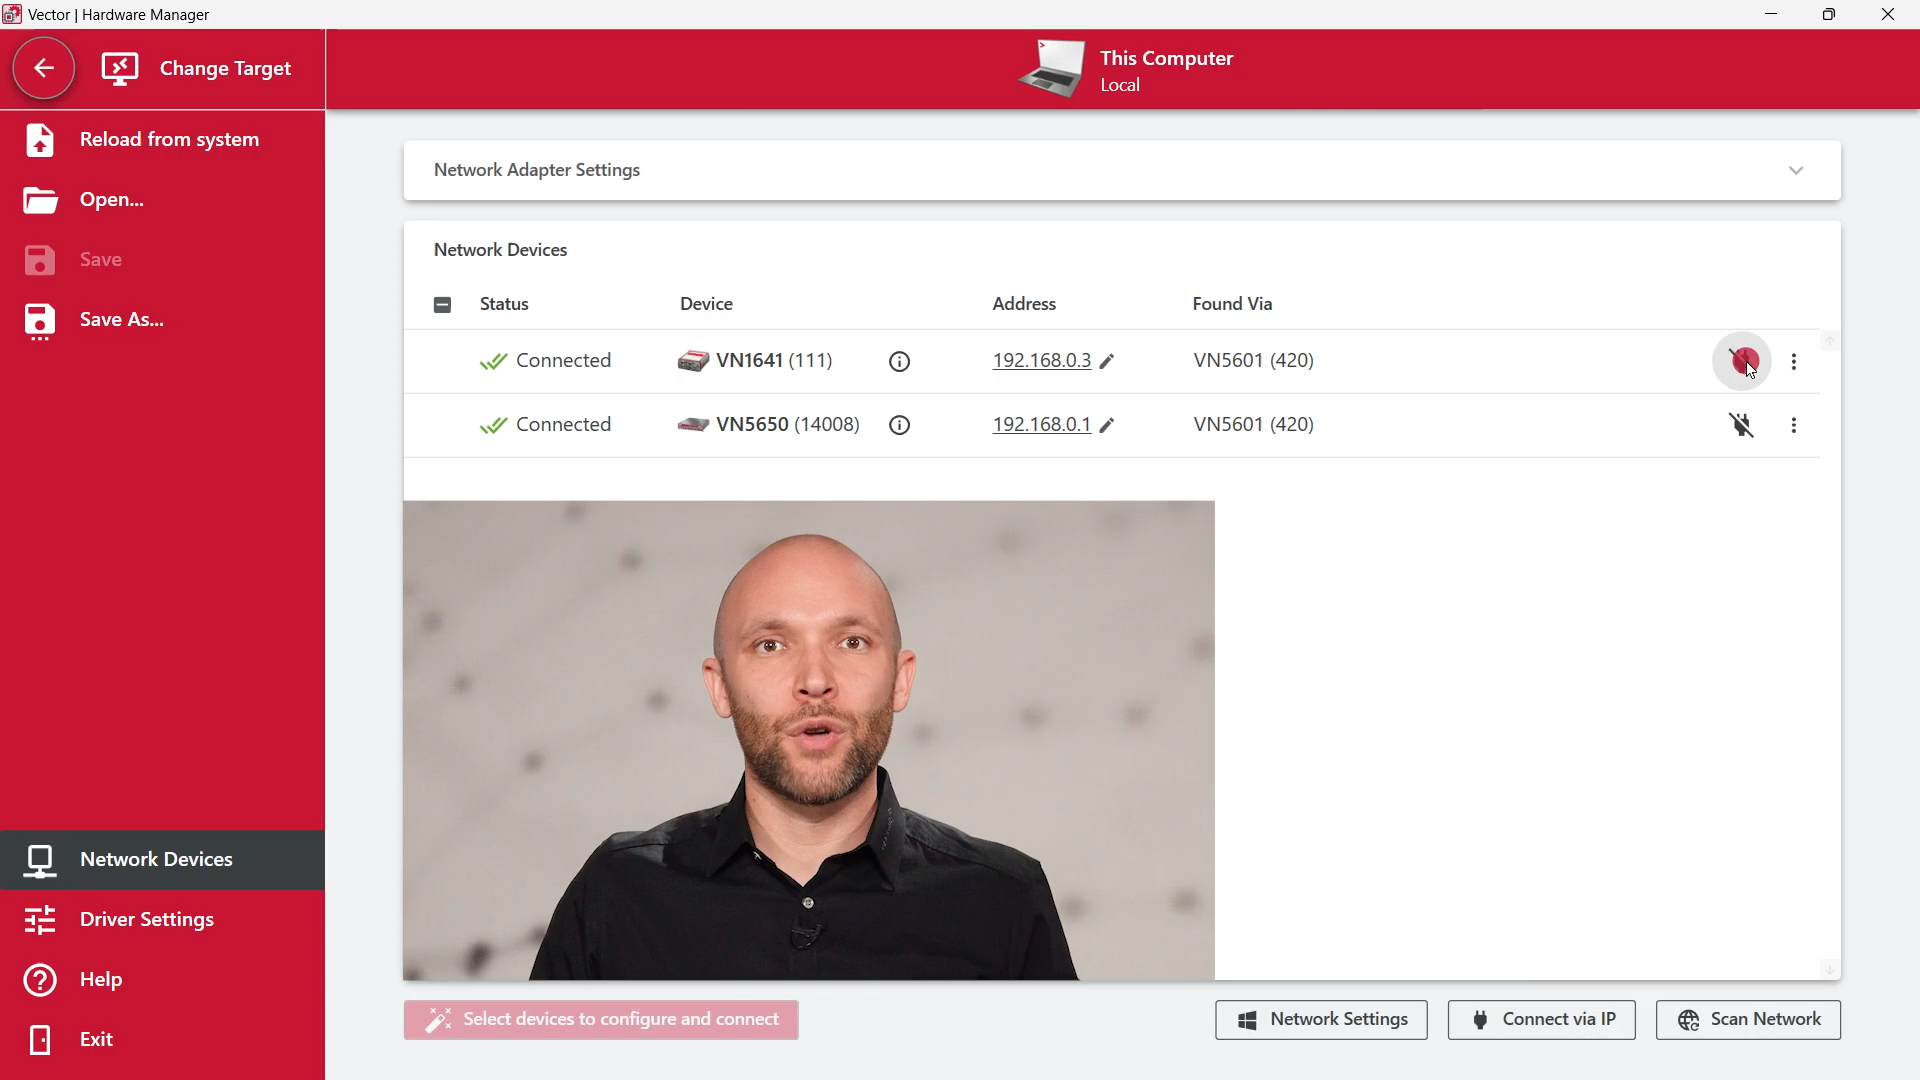 Vector | Hardware Manager
Change Target
This Computer
Local
Reload from system
Open...
Save
Save As...
Network Adapter Settings
Network Devices
Status Device Address Found Via
Connected VN1641 (111) 192.168.0.3 VN5601 (420)
Connected VN5650 (14008) 192.168.0.1 VN5601 (420)
Network Devices
Driver Settings
Help
Exit
Select devices to configure and connect
Network Settings
Connect via IP
Scan Network